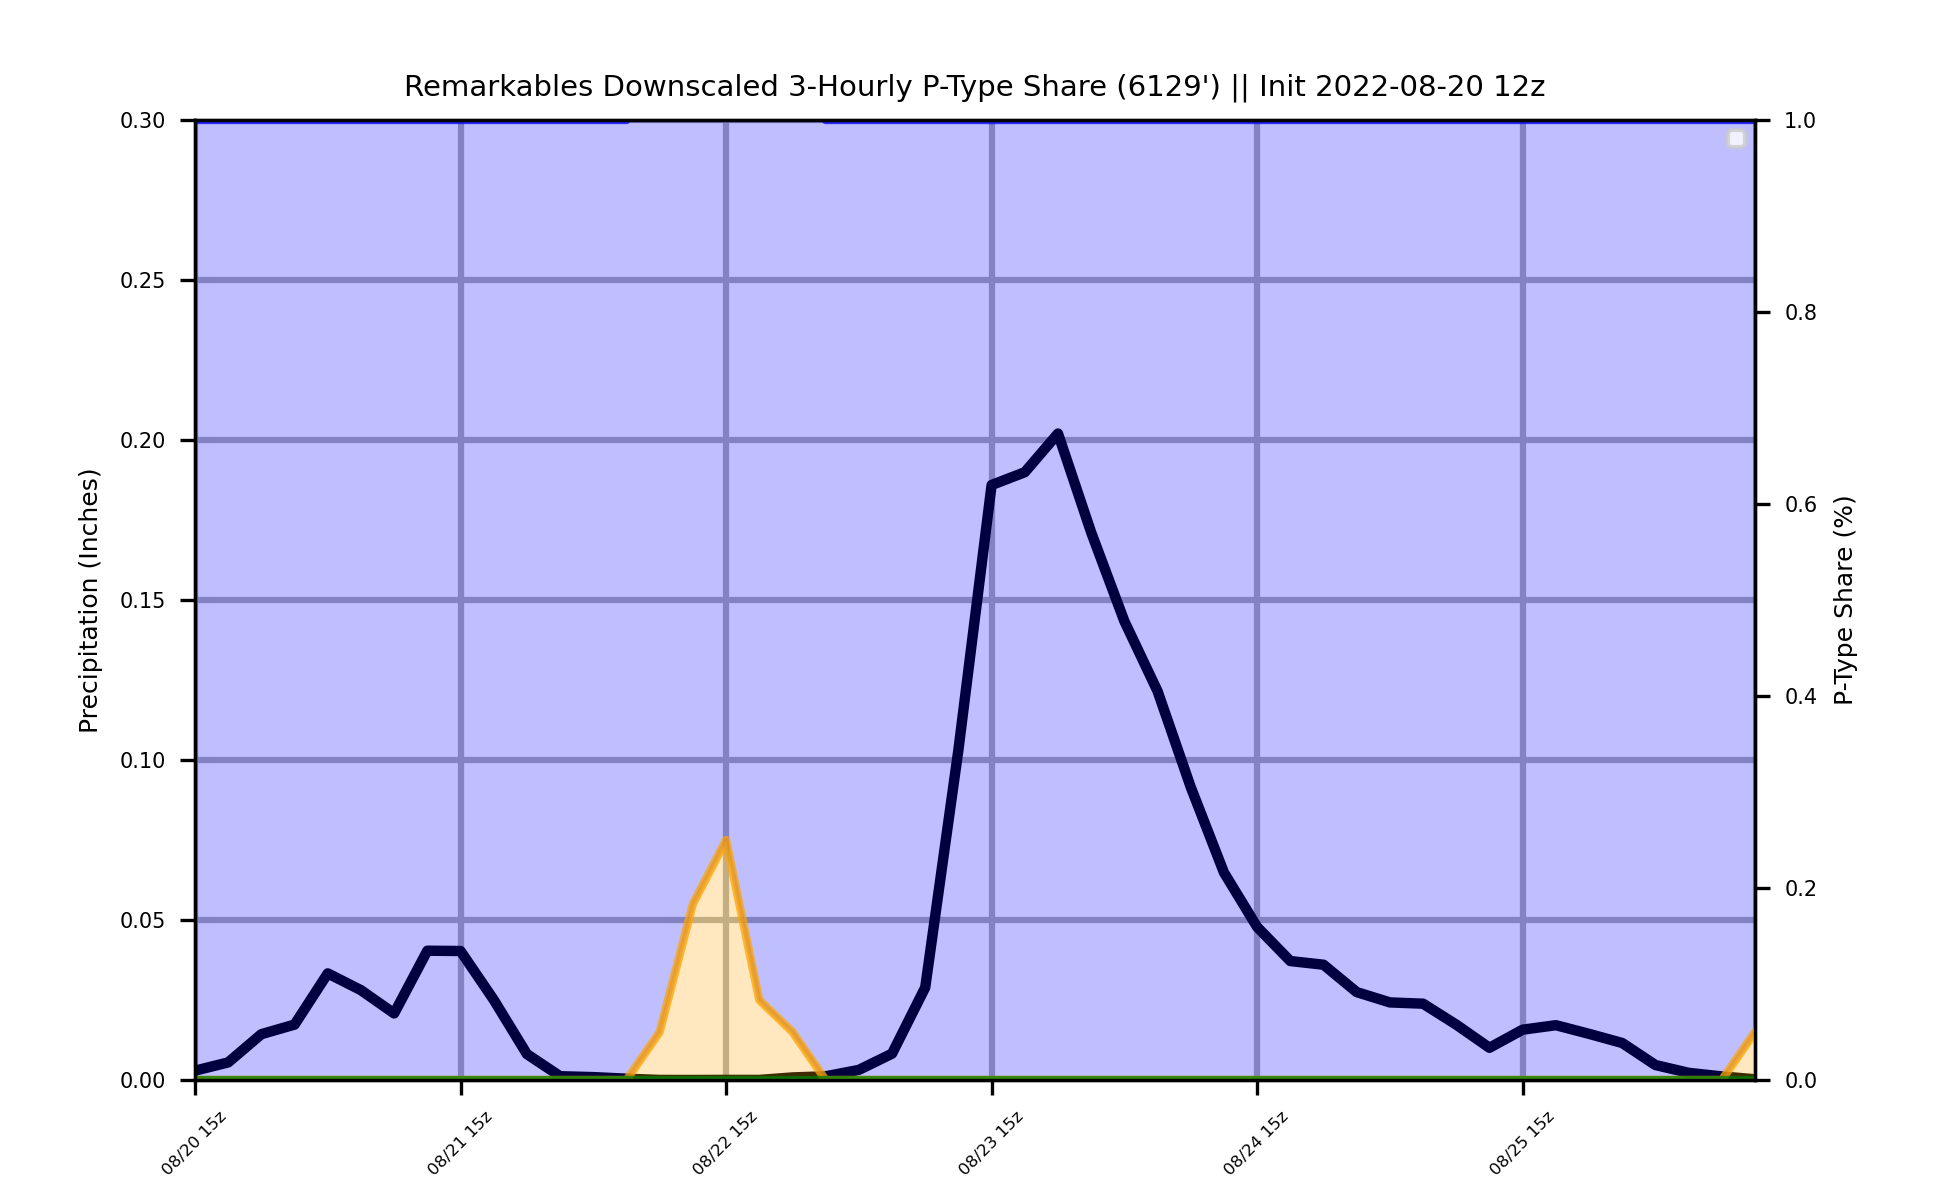 Remarkables Downscaled 3-Hourly P-Type Share (6129') || Init 2022-08-20 12z
0.30
0.25
0.20
0.15
0.10
0.05
0.00
Precipitation (Inches)
1.0
0.8
0.6
0.4
0.2
0.0
P-Type Share (%)
08/20 15z
08/21 15z
08/22 15z
08/23 15z
08/24 15z
08/25 15z